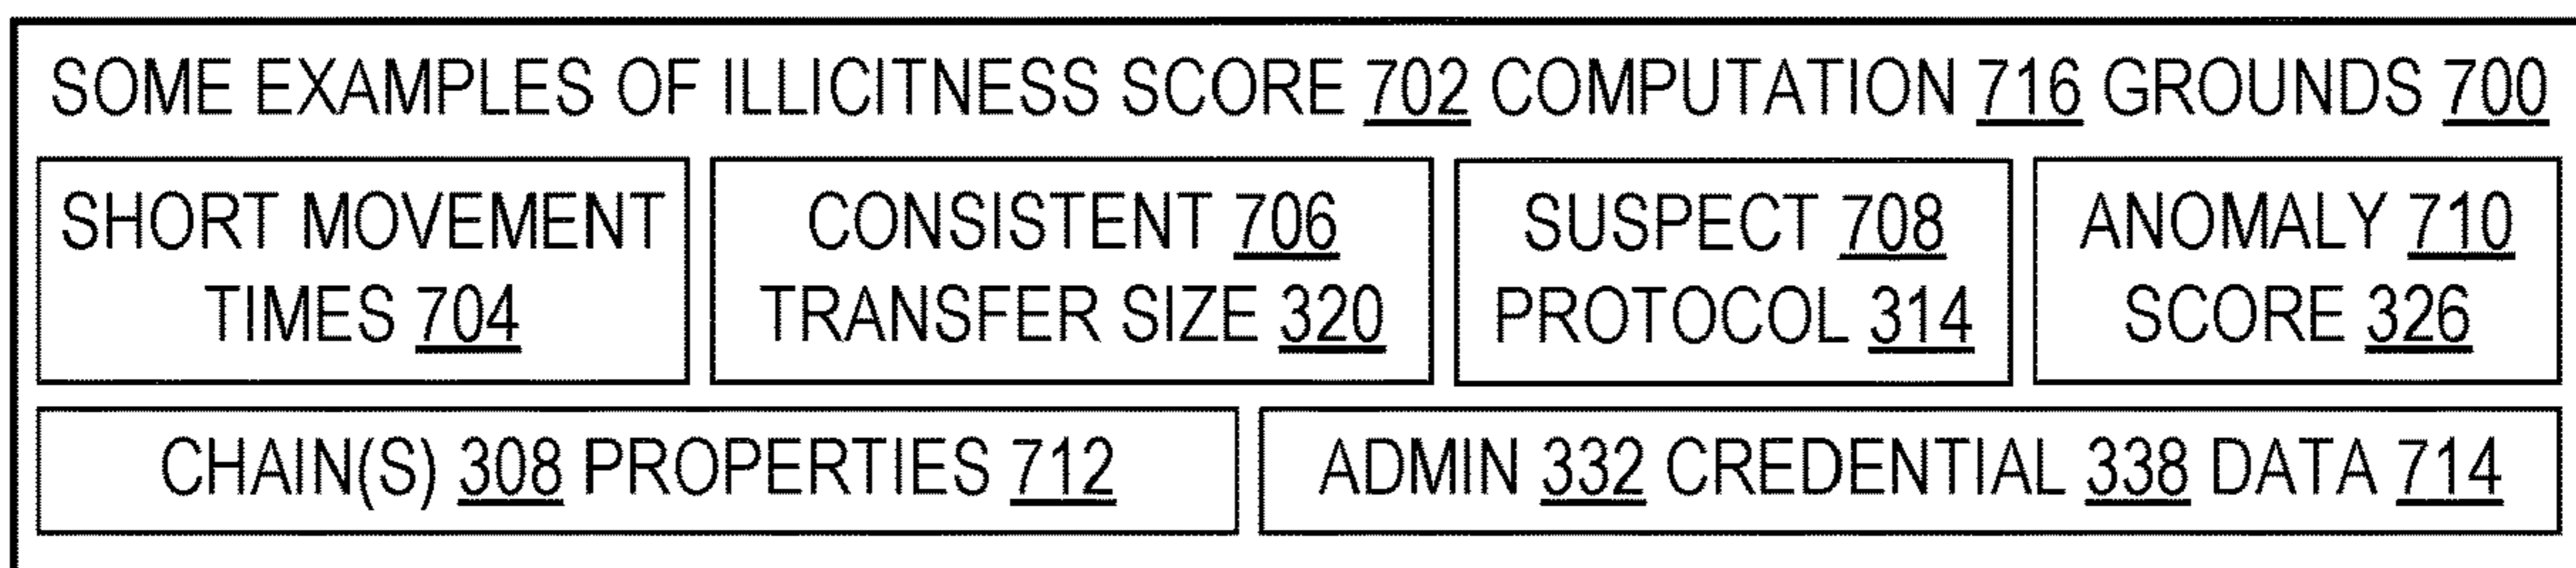 SOME EXAMPLES OF ILLICITNESS SCORE 702 COMPUTATION 716 GROUNDS 700
SHORT MOVEMENT
TIMES 704
CONSISTENT 706
TRANSFER SIZE 320
SUSPECT 708
PROTOCOL 314
ANOMALY 710
SCORE 326
CHAIN(S) 308 PROPERTIES 712
ADMIN 332 CREDENTIAL 338 DATA 714